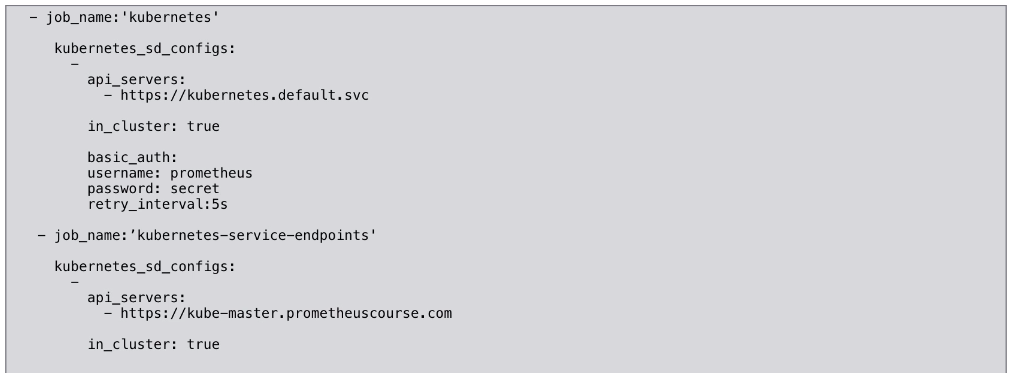 - job_name:'kubernetes'
kubernetes_sd_configs:
-
api_servers:
- https://kubernetes.default.svc
in_cluster: true
basic_auth:
username: prometheus
password: secret
retry_interval:5s
- job_name:’kubernetes-service-endpoints'
kubernetes_sd_configs:
-
api_servers:
- https://kube-master.prometheuscourse.com
in_cluster: true